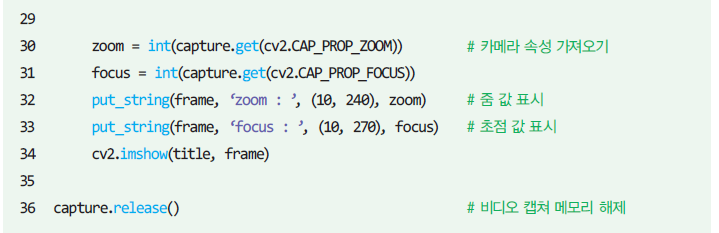 29
30 zoom = int(capture.get(cv2.CAP_PROP_ZOOM)) # 카메라 속성 가져오기
31 focus = int(capture.get(cv2.CAP_PROP_FOCUS))
32 put_string(frame, ‘zoom : ’, (10, 240), zoom) # 줌 값 표시
33 put_string(frame, ‘focus : ’, (10, 270), focus) # 초점 값 표시
34 cv2.imshow(title, frame)
35
36 capture.release() # 비디오 캡쳐 메모리 해제